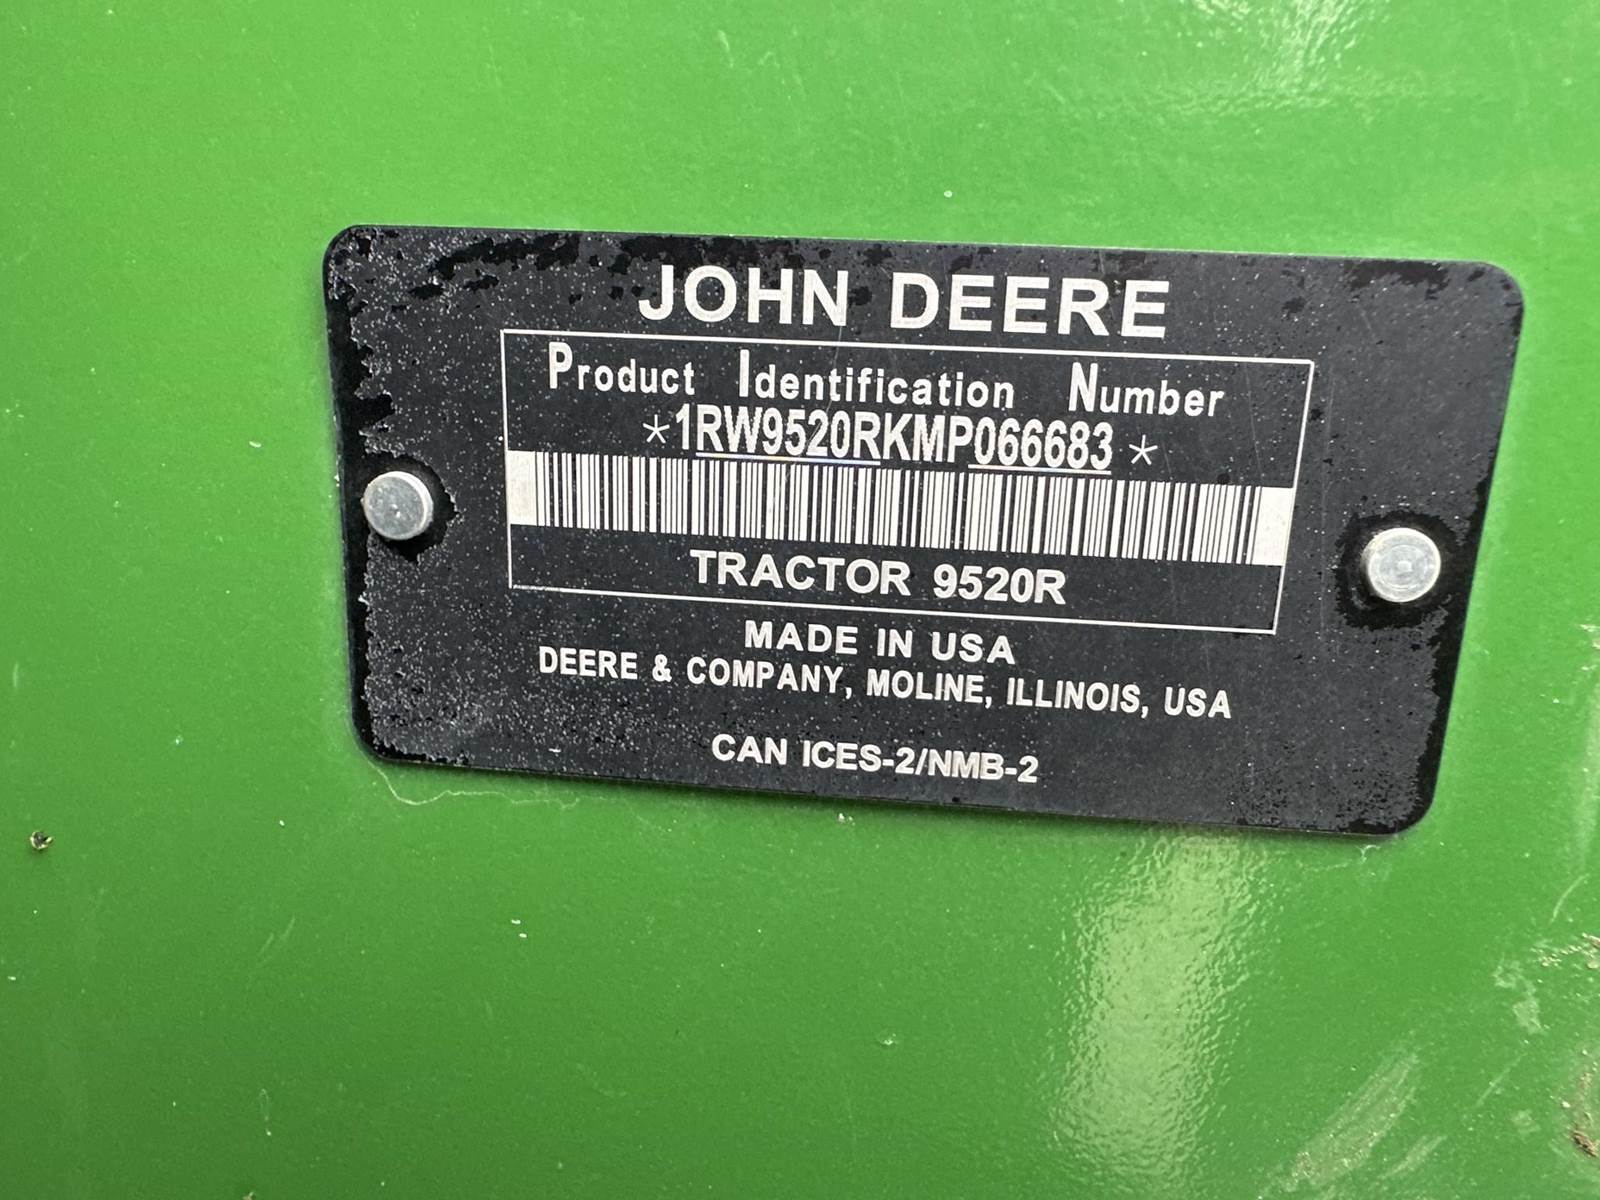 JOHN DEERE
Product Identification Number
*1RW9520RKMP066683*
TRACTOR 9520R
MADE IN USA
DEERE & COMPANY, MOLINE, ILLINOIS, USA
CAN ICES-2/NMB-2